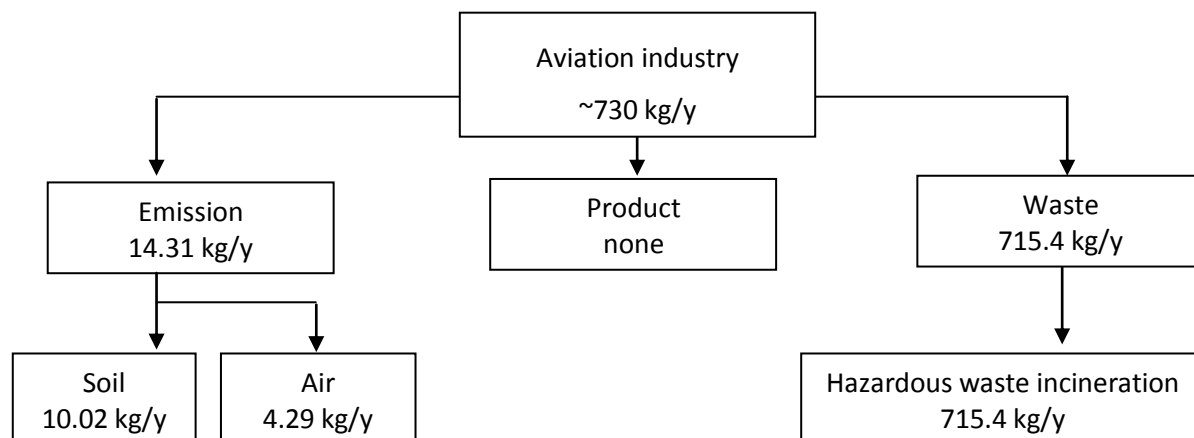 Aviation industry
~730 kg/y
Emission
14.31 kg/y
Product
none
Waste
715.4 kg/y
Soil
10.02 kg/y
Air
4.29 kg/y
Hazardous waste incineration
715.4 kg/y